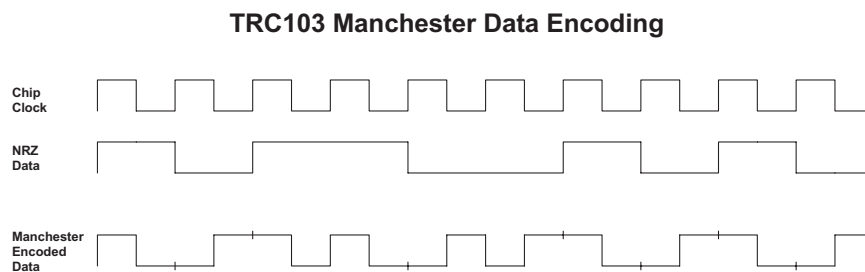 TRC103 Manchester Data Encoding
Chip
Clock
NRZ
Data
Manchester
Encoded
Data